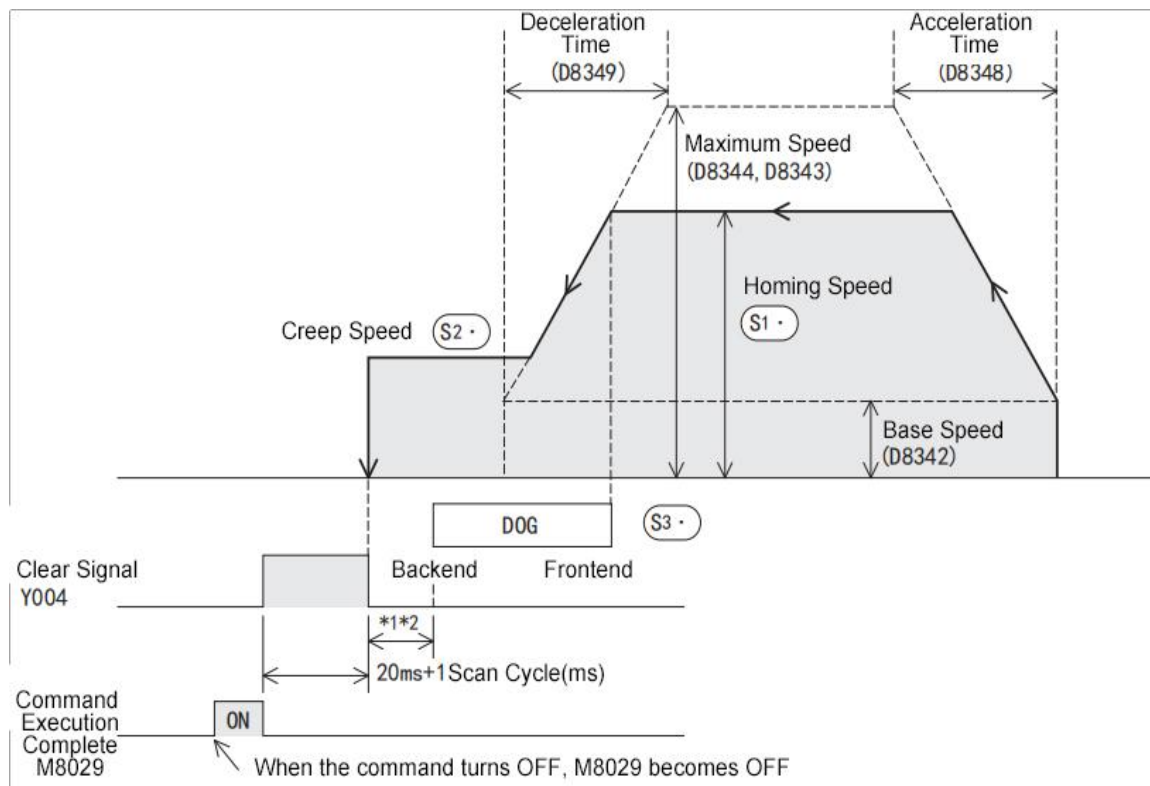 Deceleration
Time
(D8349)
Acceleration
Time
(D8348)
Maximum Speed
(D8344, D8343)
Homing Speed
S1・
Creep Speed S2・
Base Speed
(D8342)
DOG S3・
Clear Signal
Y004
Backend Frontend
*1*2
20ms+1Scan Cycle(ms)
Command
Execution
Complete
M8029
ON
When the command turns OFF, M8029 becomes OFF